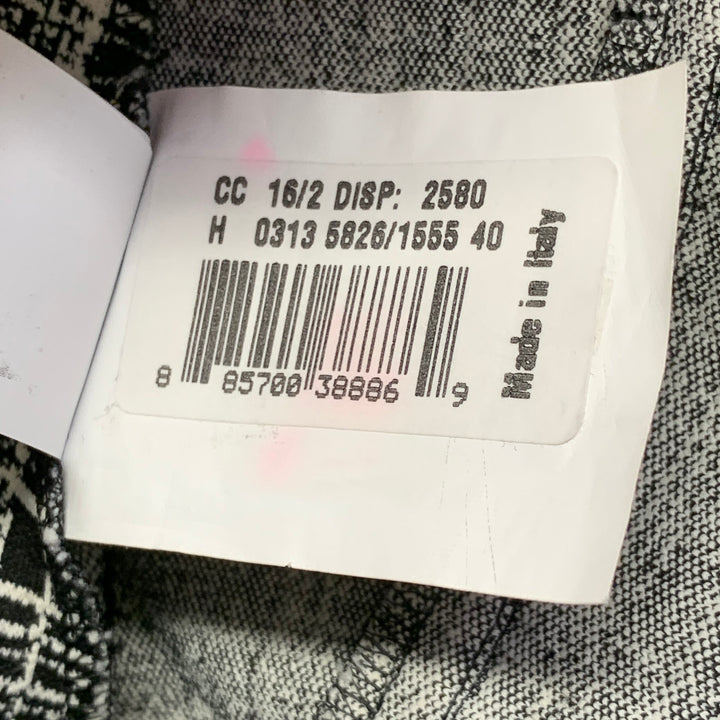 CC 16/2 DISP: 2580
H 0313 5826/1555 40
8 85700 38886 9
Made in Italy